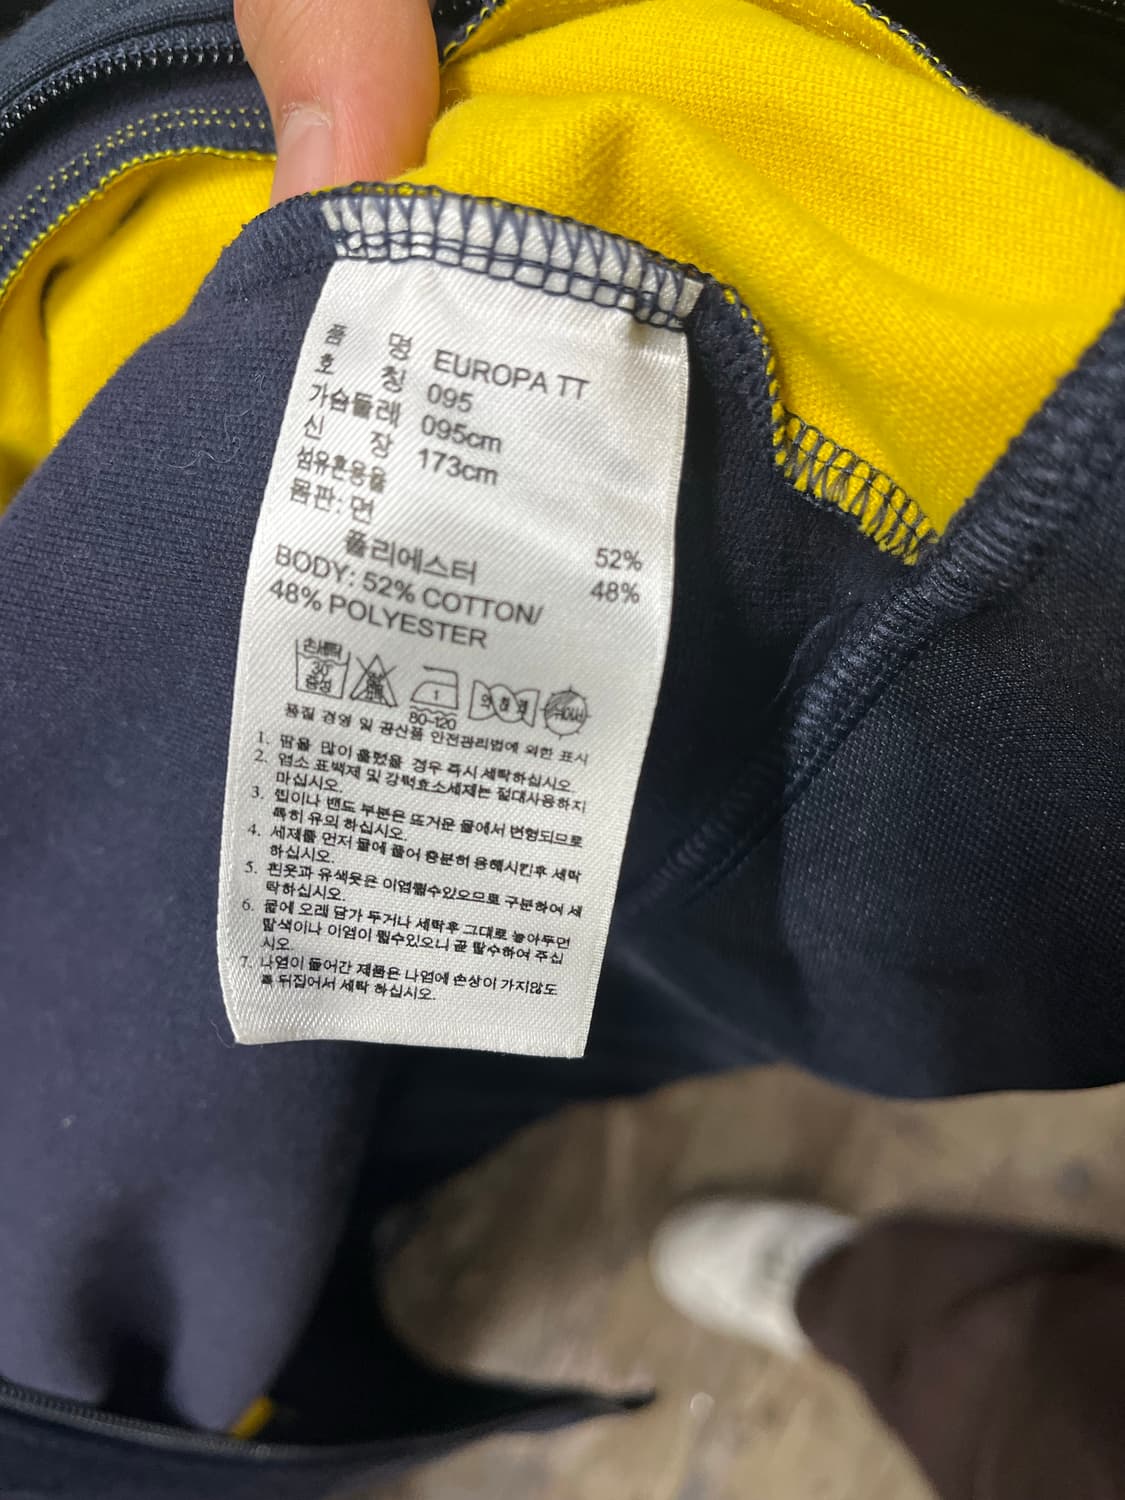 품 명 EUROPA TT
호 칭 095
가슴둘레 095cm
신 장 173cm
섬유혼용율
몸판: 면 52%
폴리에스터 48%
BODY: 52% COTTON/
48% POLYESTER
손세탁
30°
중성
80-120
품질 경영 및 공산품 안전관리법에 의한 표시
1. 땀을 많이 흘렸을 경우 즉시 세탁하십시오.
2. 염소 표백제 및 강력효소세제는 절대사용하지
마십시오.
3. 립이나 밴드 부분은 뜨거운 물에서 변형되므로
특히 유의 하십시오.
4. 세제를 먼저 물에 풀어 충분히 용해시킨후 세탁
하십시오.
5. 흰옷과 유색옷은 이염될수있으므로 구분하여 세
탁하십시오.
6. 물에 오래 담가 두거나 세탁후 그대로 놓아두면
탈색이나 이염이 될수있으니 곧 탈수하여 주십
시오.
7. 나염이 들어간 제품은 나염에 손상이 가지않도
록 뒤집어서 세탁 하십시오.